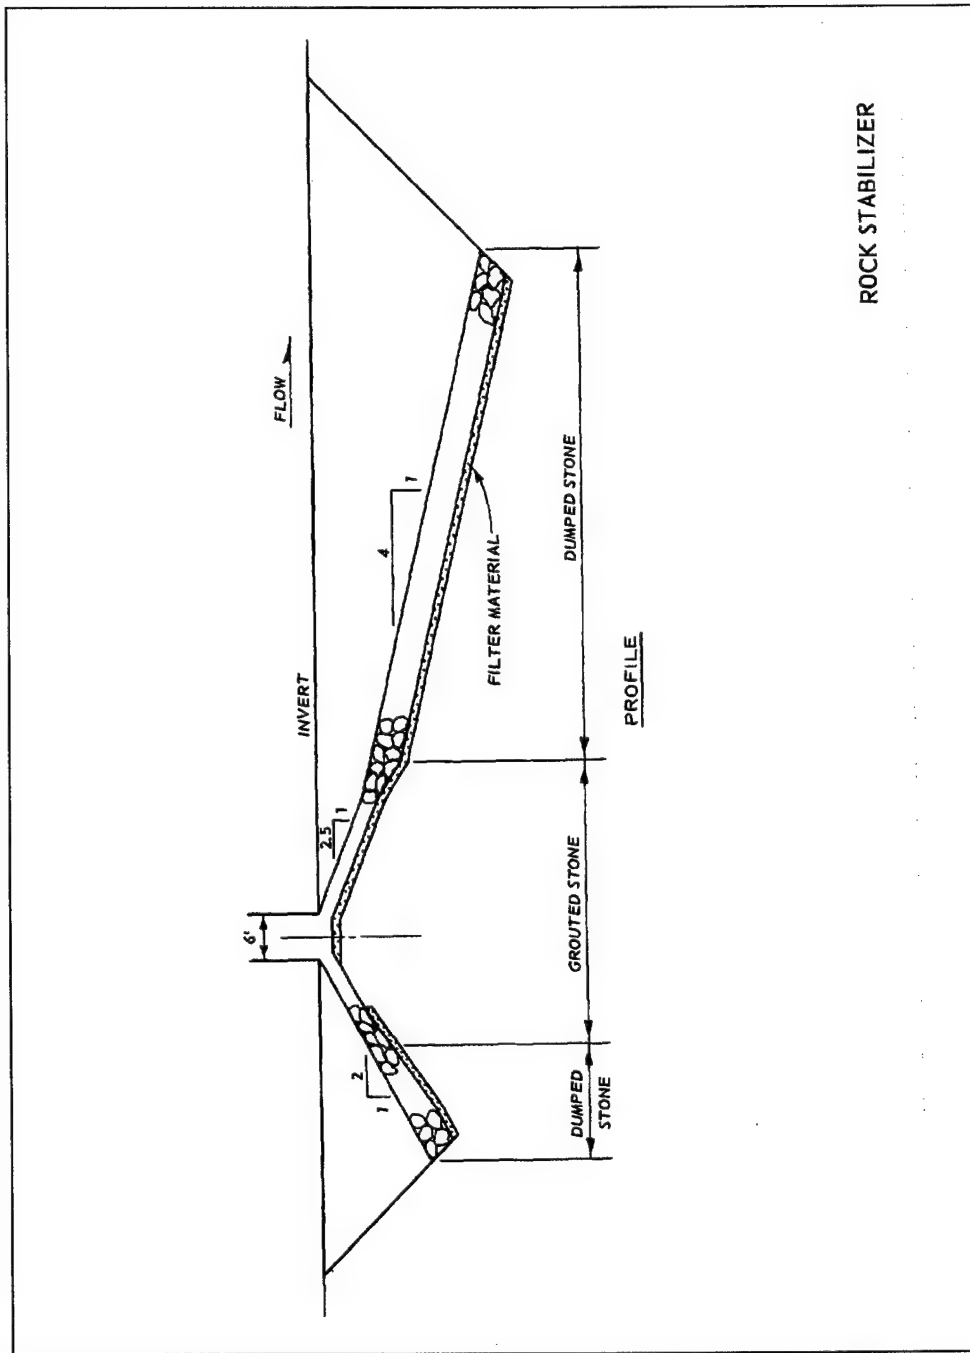 6'
INVERT
FLOW
2.5
1
4
1
2
1
FILTER MATERIAL
DUMPED
STONE
GROUTED STONE
DUMPED STONE
PROFILE
ROCK STABILIZER